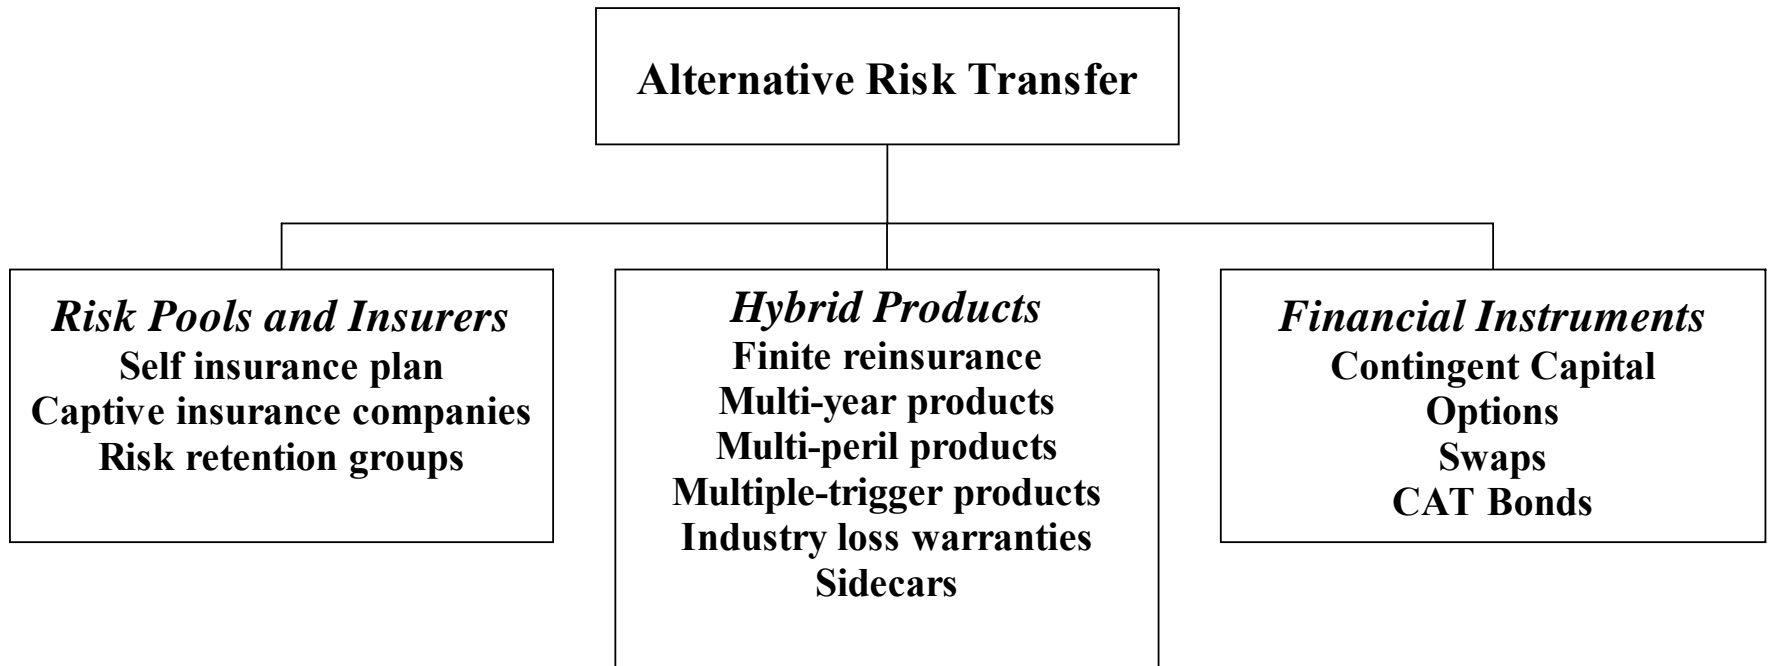 Alternative Risk Transfer
Risk Pools and Insurers
Self insurance plan
Captive insurance companies
Risk retention groups
Hybrid Products
Finite reinsurance
Multi-year products
Multi-peril products
Multiple-trigger products
Industry loss warranties
Sidecars
Financial Instruments
Contingent Capital
Options
Swaps
CAT Bonds